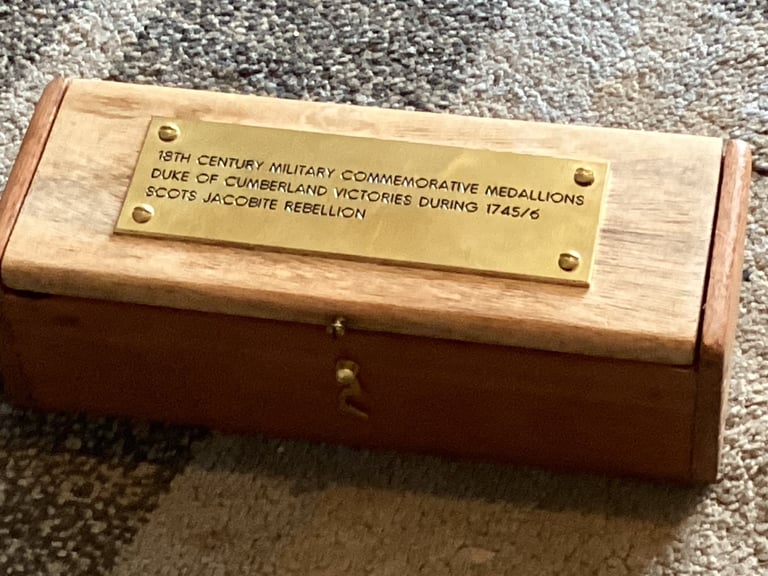 18TH CENTURY MILITARY COMMEMORATIVE MEDALLIONS
DUKE OF CUMBERLAND VICTORIES DURING 1745/6
SCOTS JACOBITE REBELLION